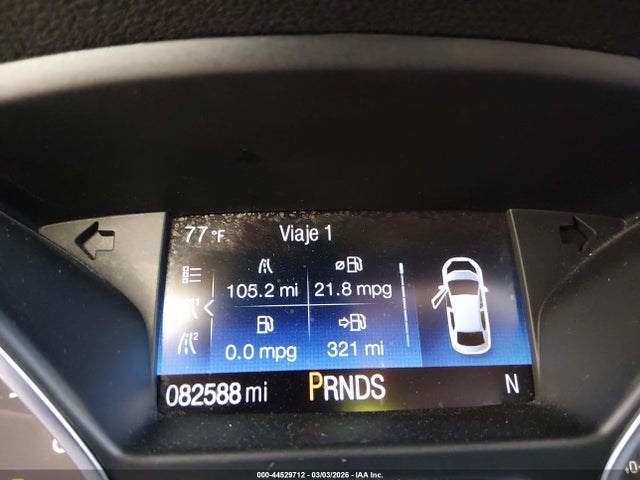 77 °F Viaje 1
105.2 mi 21.8 mpg
0.0 mpg 321 mi
082588 mi PRNDS N
000-44529712 - 03/03/2026 - IAA Inc.